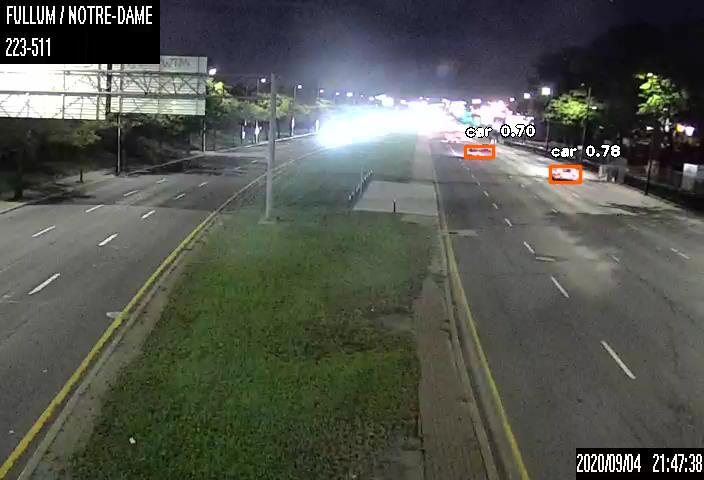 FULLUM / NOTRE-DAME
223-511
car 0.70
car 0.78
2020/09/04 21:47:38